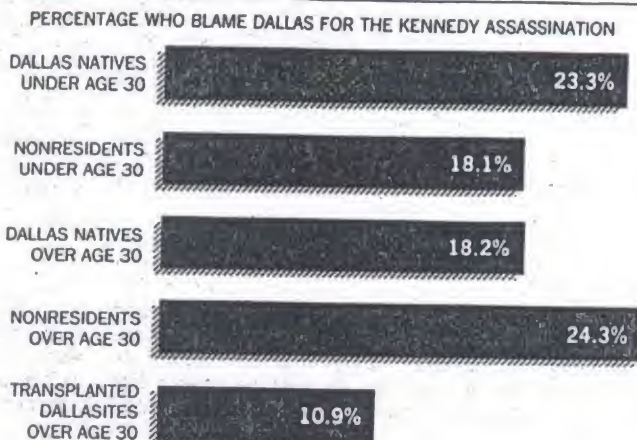 PERCENTAGE WHO BLAME DALLAS FOR THE KENNEDY ASSASSINATION
DALLAS NATIVES
UNDER AGE 30
23.3%
NONRESIDENTS
UNDER AGE 30
18.1%
DALLAS NATIVES
OVER AGE 30
18.2%
NONRESIDENTS
OVER AGE 30
24.3%
TRANSPLANTED
DALLASITES
OVER AGE 30
10.9%